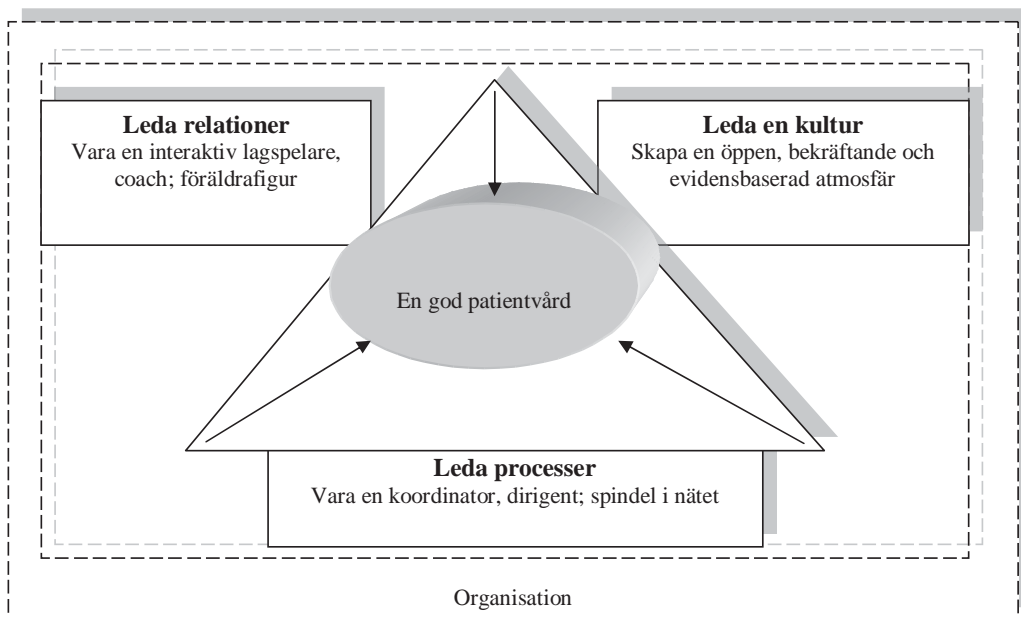 Leda relationer
Vara en interaktiv lagspelare,
coach; föräldrafigur
Leda en kultur
Skapa en öppen, bekräftande och
evidensbaserad atmosfär
En god patientvård
Leda processer
Vara en koordinator, dirigent; spindel i nätet
Organisation